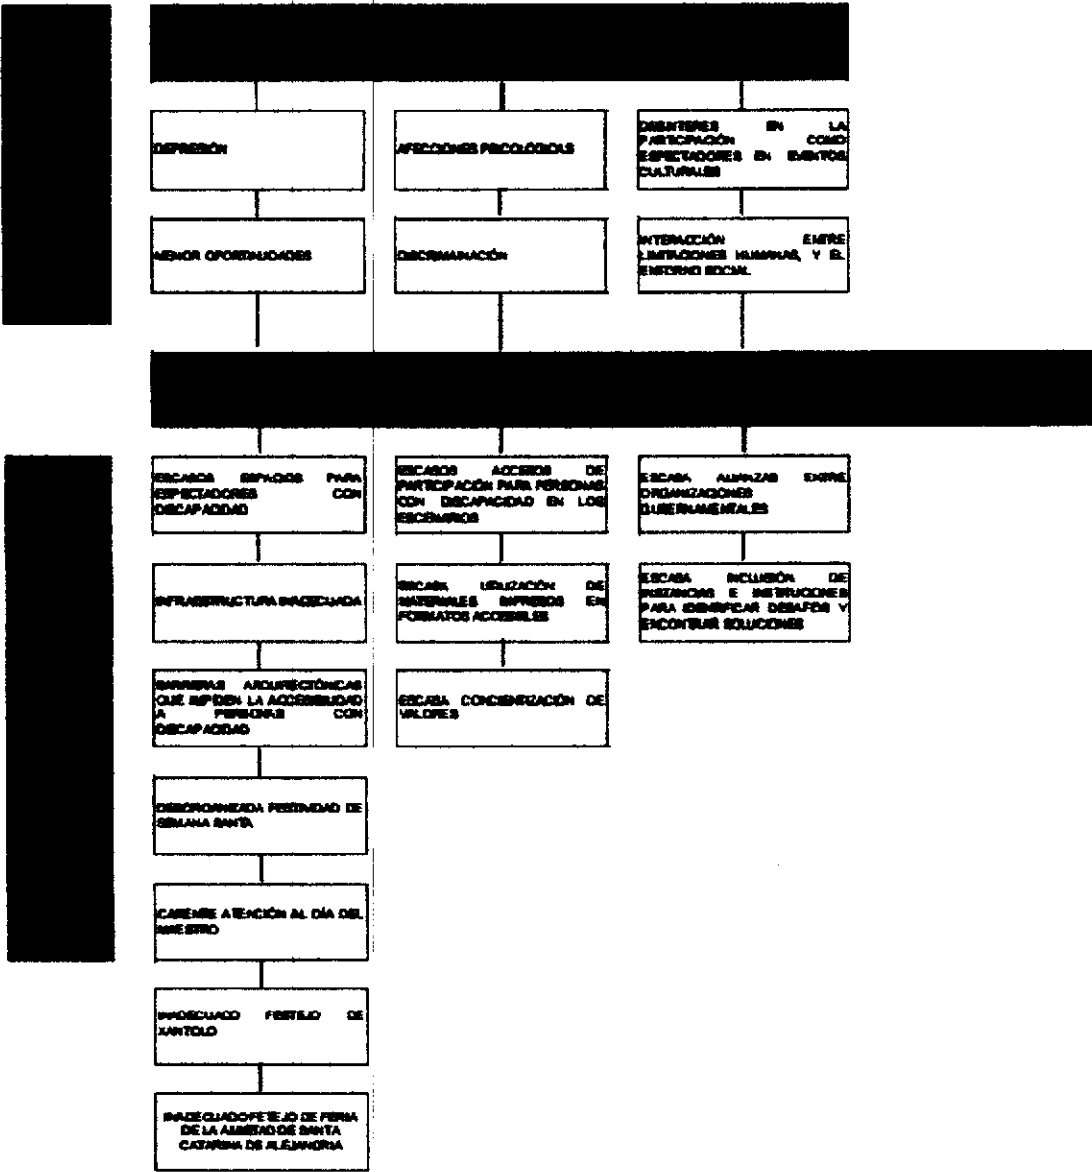 DEPRESIÓN
AFECCIONES PSICOLÓGICAS
DESINTERES EN LA
PARTICIPACIÓN COMO
ESPECTADORES EN EVENTOS
CULTURALES
MENOR OPORTINUDADES
DISCRIMAINACIÓN
INTERACCIÓN ENTRE
LIMITACIONES HUMANAS, Y EL
ENTORNO SOCIAL
ESCASOS ESPACIOS PARA
ESPECTADORES CON
DISCAPACIDAD
ESCASOS ACCESOS DE
PARTICIPACIÓN PARA PERSONAS
CON DISCAPACIDAD EN LOS
ESCENARIOS
ESCASA ALIANZAS ENTRE
ORGANIZACIONES
GUBERNAMENTALES
INFRAESTRUCTURA INADECUADA
ESCASA UTILIZACIÓN DE
MATERIALES IMPRESOS EN
FORMATOS ACCESIBLES
ESCASA INCLUSIÓN DE
INSTANCIAS E INSTITUCIONES
PARA IDENTIFICAR DESAFIOS Y
ENCONTRAR SOLUCIONES
BARRERAS ARQUITECTÓNICAS
QUE IMPIDEN LA ACCESIBILIDAD
A PERSONAS CON
DISCAPACIDAD
ESCASA CONCIENTIZACIÓN DE
VALORES
DESORGANIZADA FESTIVIDAD DE
SEMANA SANTA
CARENTE ATENCIÓN AL DÍA DEL
MAESTRO
INADECUADO FESTEJO DE
XANTOLO
INADECUADO FETEJO DE FERIA
DE LA AMISTAD DE SANTA
CATARINA DE ALEJANDRIA